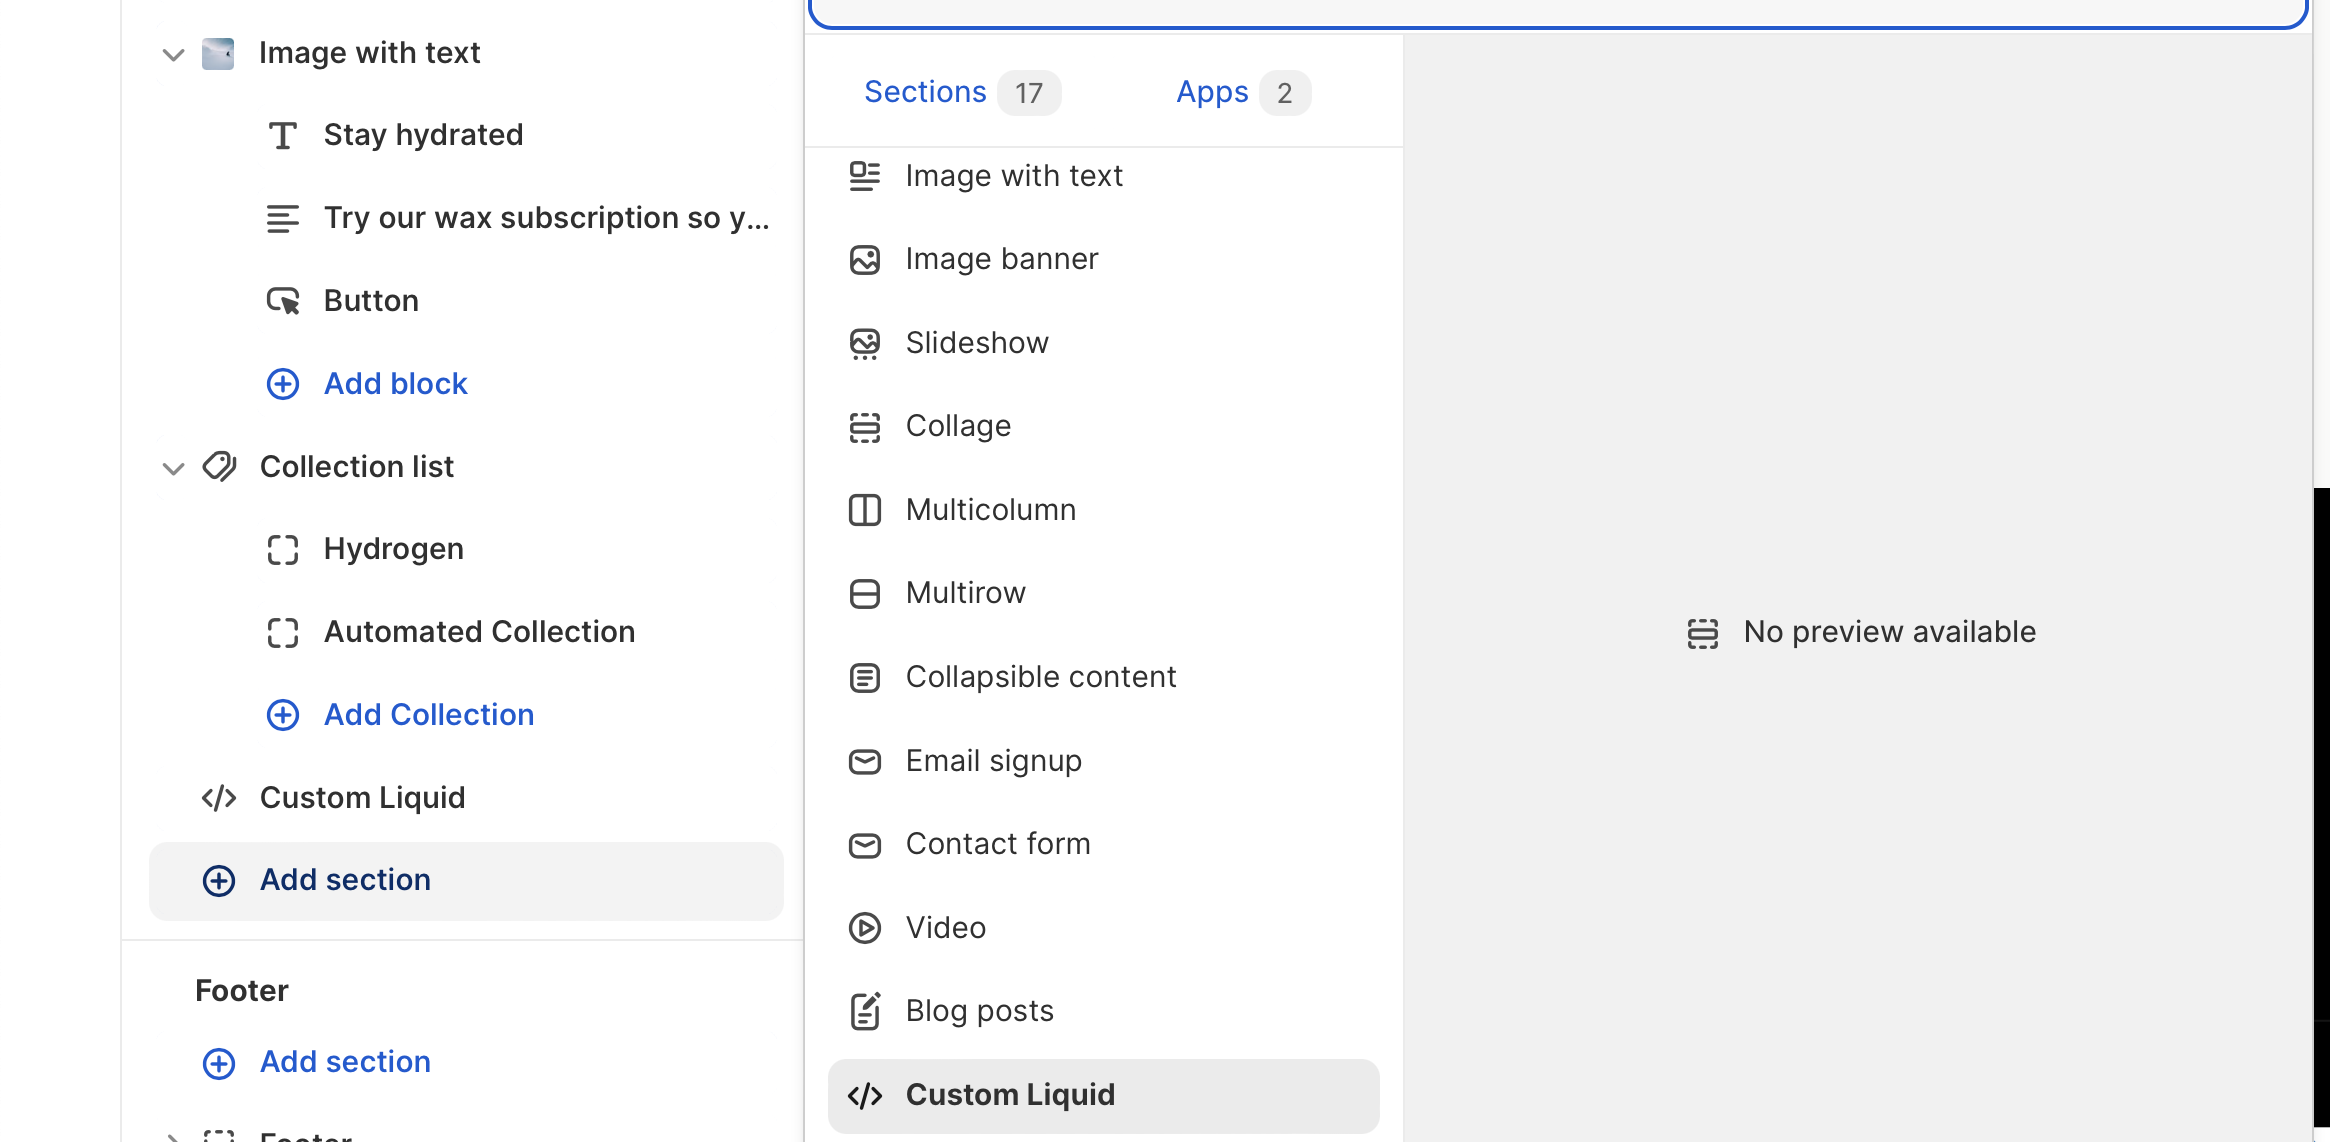 Image with text
Stay hydrated
Try our wax subscription so y...
Button
Add block
Collection list
Hydrogen
Automated Collection
Add Collection
Custom Liquid
Add section
Footer
Add section
Footer
Sections 17
Apps 2
Image with text
Image banner
Slideshow
Collage
Multicolumn
Multirow
Collapsible content
Email signup
Contact form
Video
Blog posts
Custom Liquid
No preview available